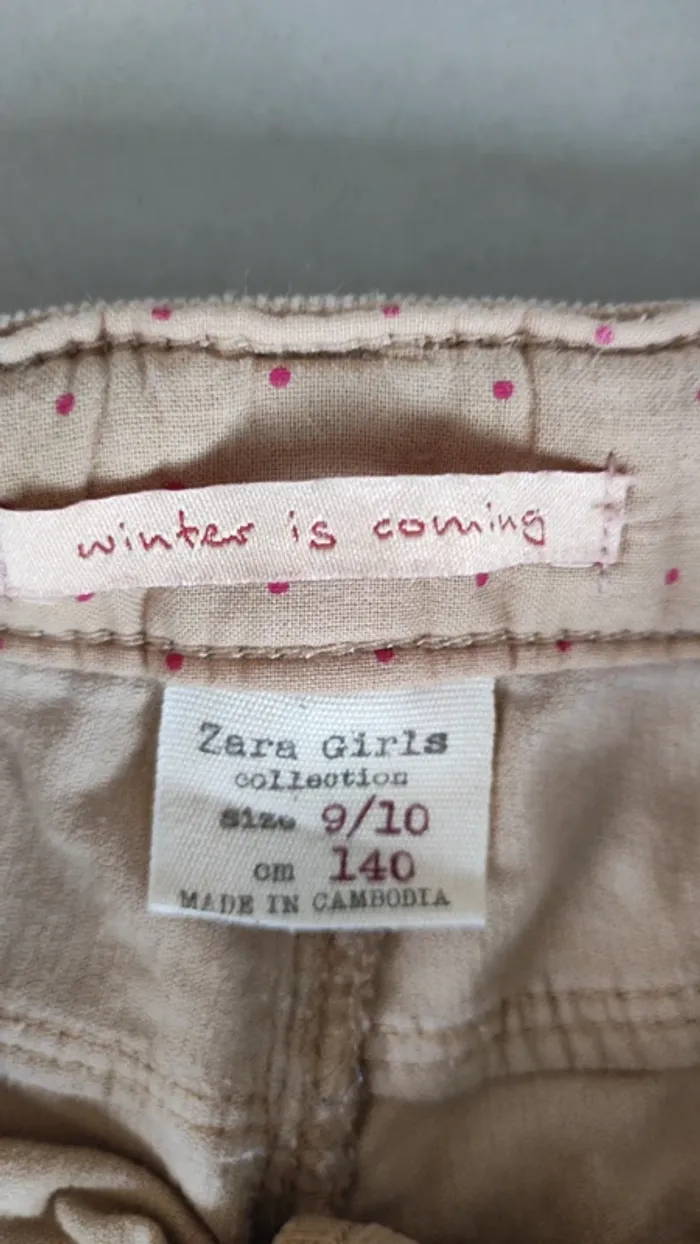 winter is coming
Zara Girls
collection
size 9/10
cm 140
MADE IN CAMBODIA